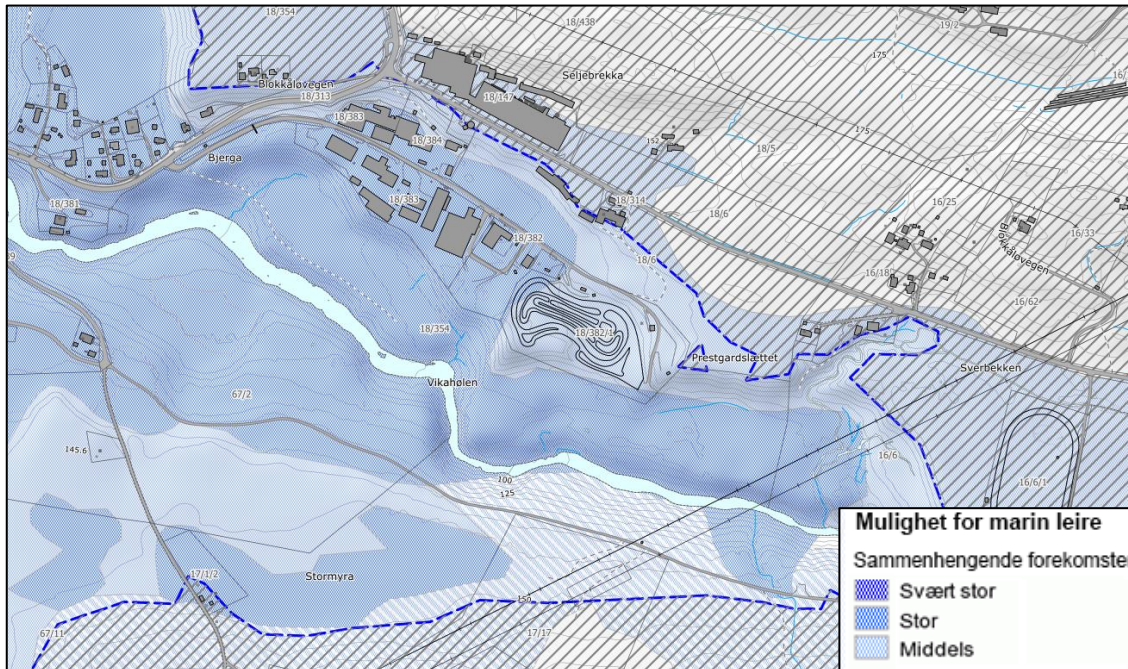 18/354
18/438
19/2
175
16/
Blokkåløvegen
Seljebrekka
18/313
18/147
18/383
18/384
175
152
18/5
Bjerga
18/381
18/383
18/314
16/25
18/6
16/33
Blokkåløvegen
18/382
18/6
16/18
16/62
18/354
18/382/1
Prestgardslættet
Sverbekken
Vikahølen
67/2
145.6
16/6
100
125
16/6/1
Stormyra
17/1/2
150
67/11
17/17
Mulighet for marin leire
Sammenhengende forekomster
Svært stor
Stor
Middels